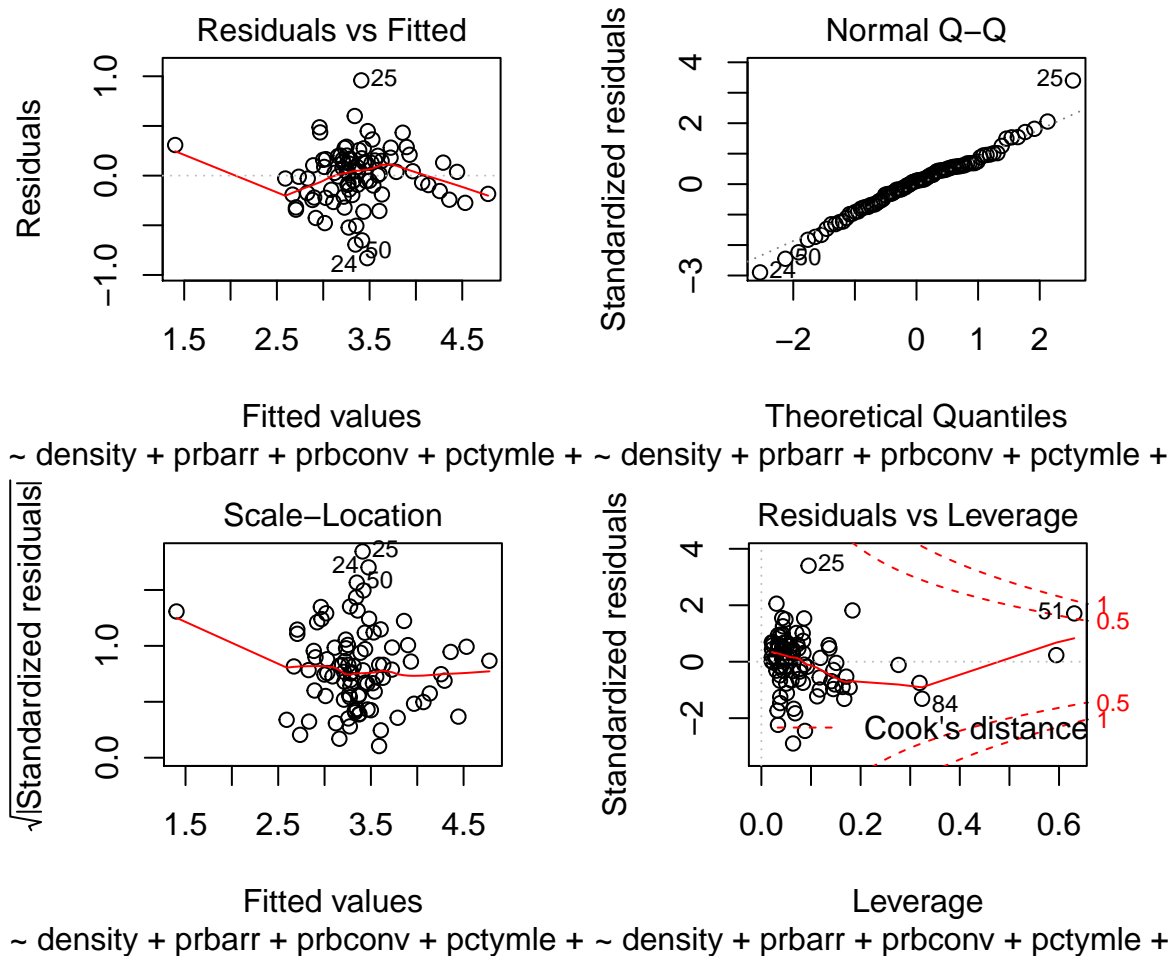 Residuals vs Fitted
Residuals
1.0
0.0
−1.0
25
24
50
1.5 2.5 3.5 4.5
Fitted values
~ density + prbarr + prbconv + pctymle +
Normal Q−Q
Standardized residuals
4
2
0
−3
25
24
50
−2 0 1 2
Theoretical Quantiles
~ density + prbarr + prbconv + pctymle +
Scale−Location
√|Standardized residuals|
1.0
0.0
25
24
50
1.5 2.5 3.5 4.5
Fitted values
~ density + prbarr + prbconv + pctymle +
Residuals vs Leverage
Standardized residuals
4
2
0
−2
25
51
84
1
0.5
0.5
1
Cook's distance
0.0 0.2 0.4 0.6
Leverage
~ density + prbarr + prbconv + pctymle +